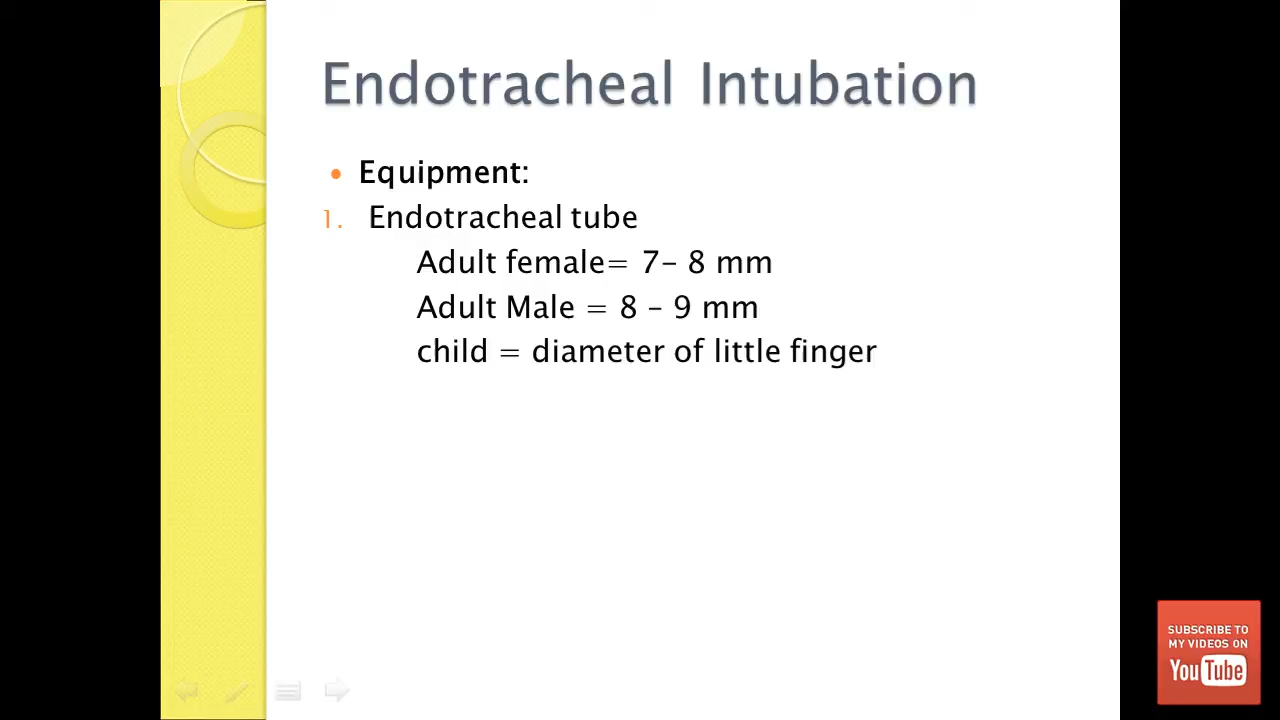 Endotracheal Intubation
• Equipment:
1. Endotracheal tube
Adult female= 7– 8 mm
Adult Male = 8 – 9 mm
child = diameter of little finger
SUBSCRIBE TO
MY VIDEOS ON
YouTube